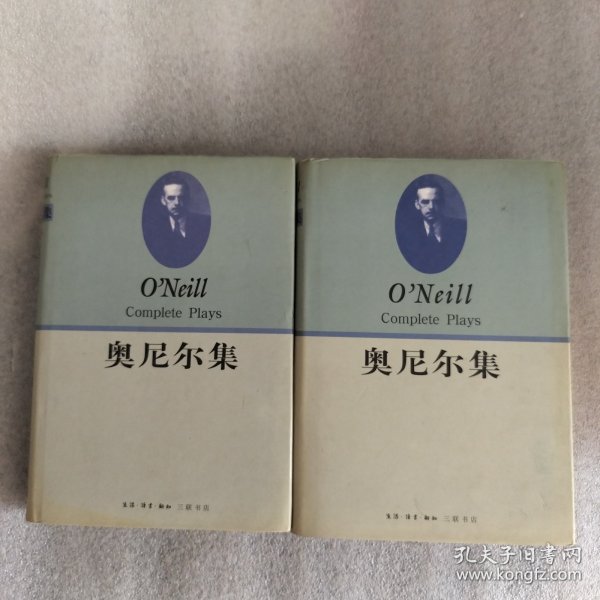 O'Neill
Complete Plays
奥尼尔集
生活·读书·新知 三联书店
O'Neill
Complete Plays
奥尼尔集
生活·读书·新知 三联书店
孔夫子旧书网
www.kongfz.com